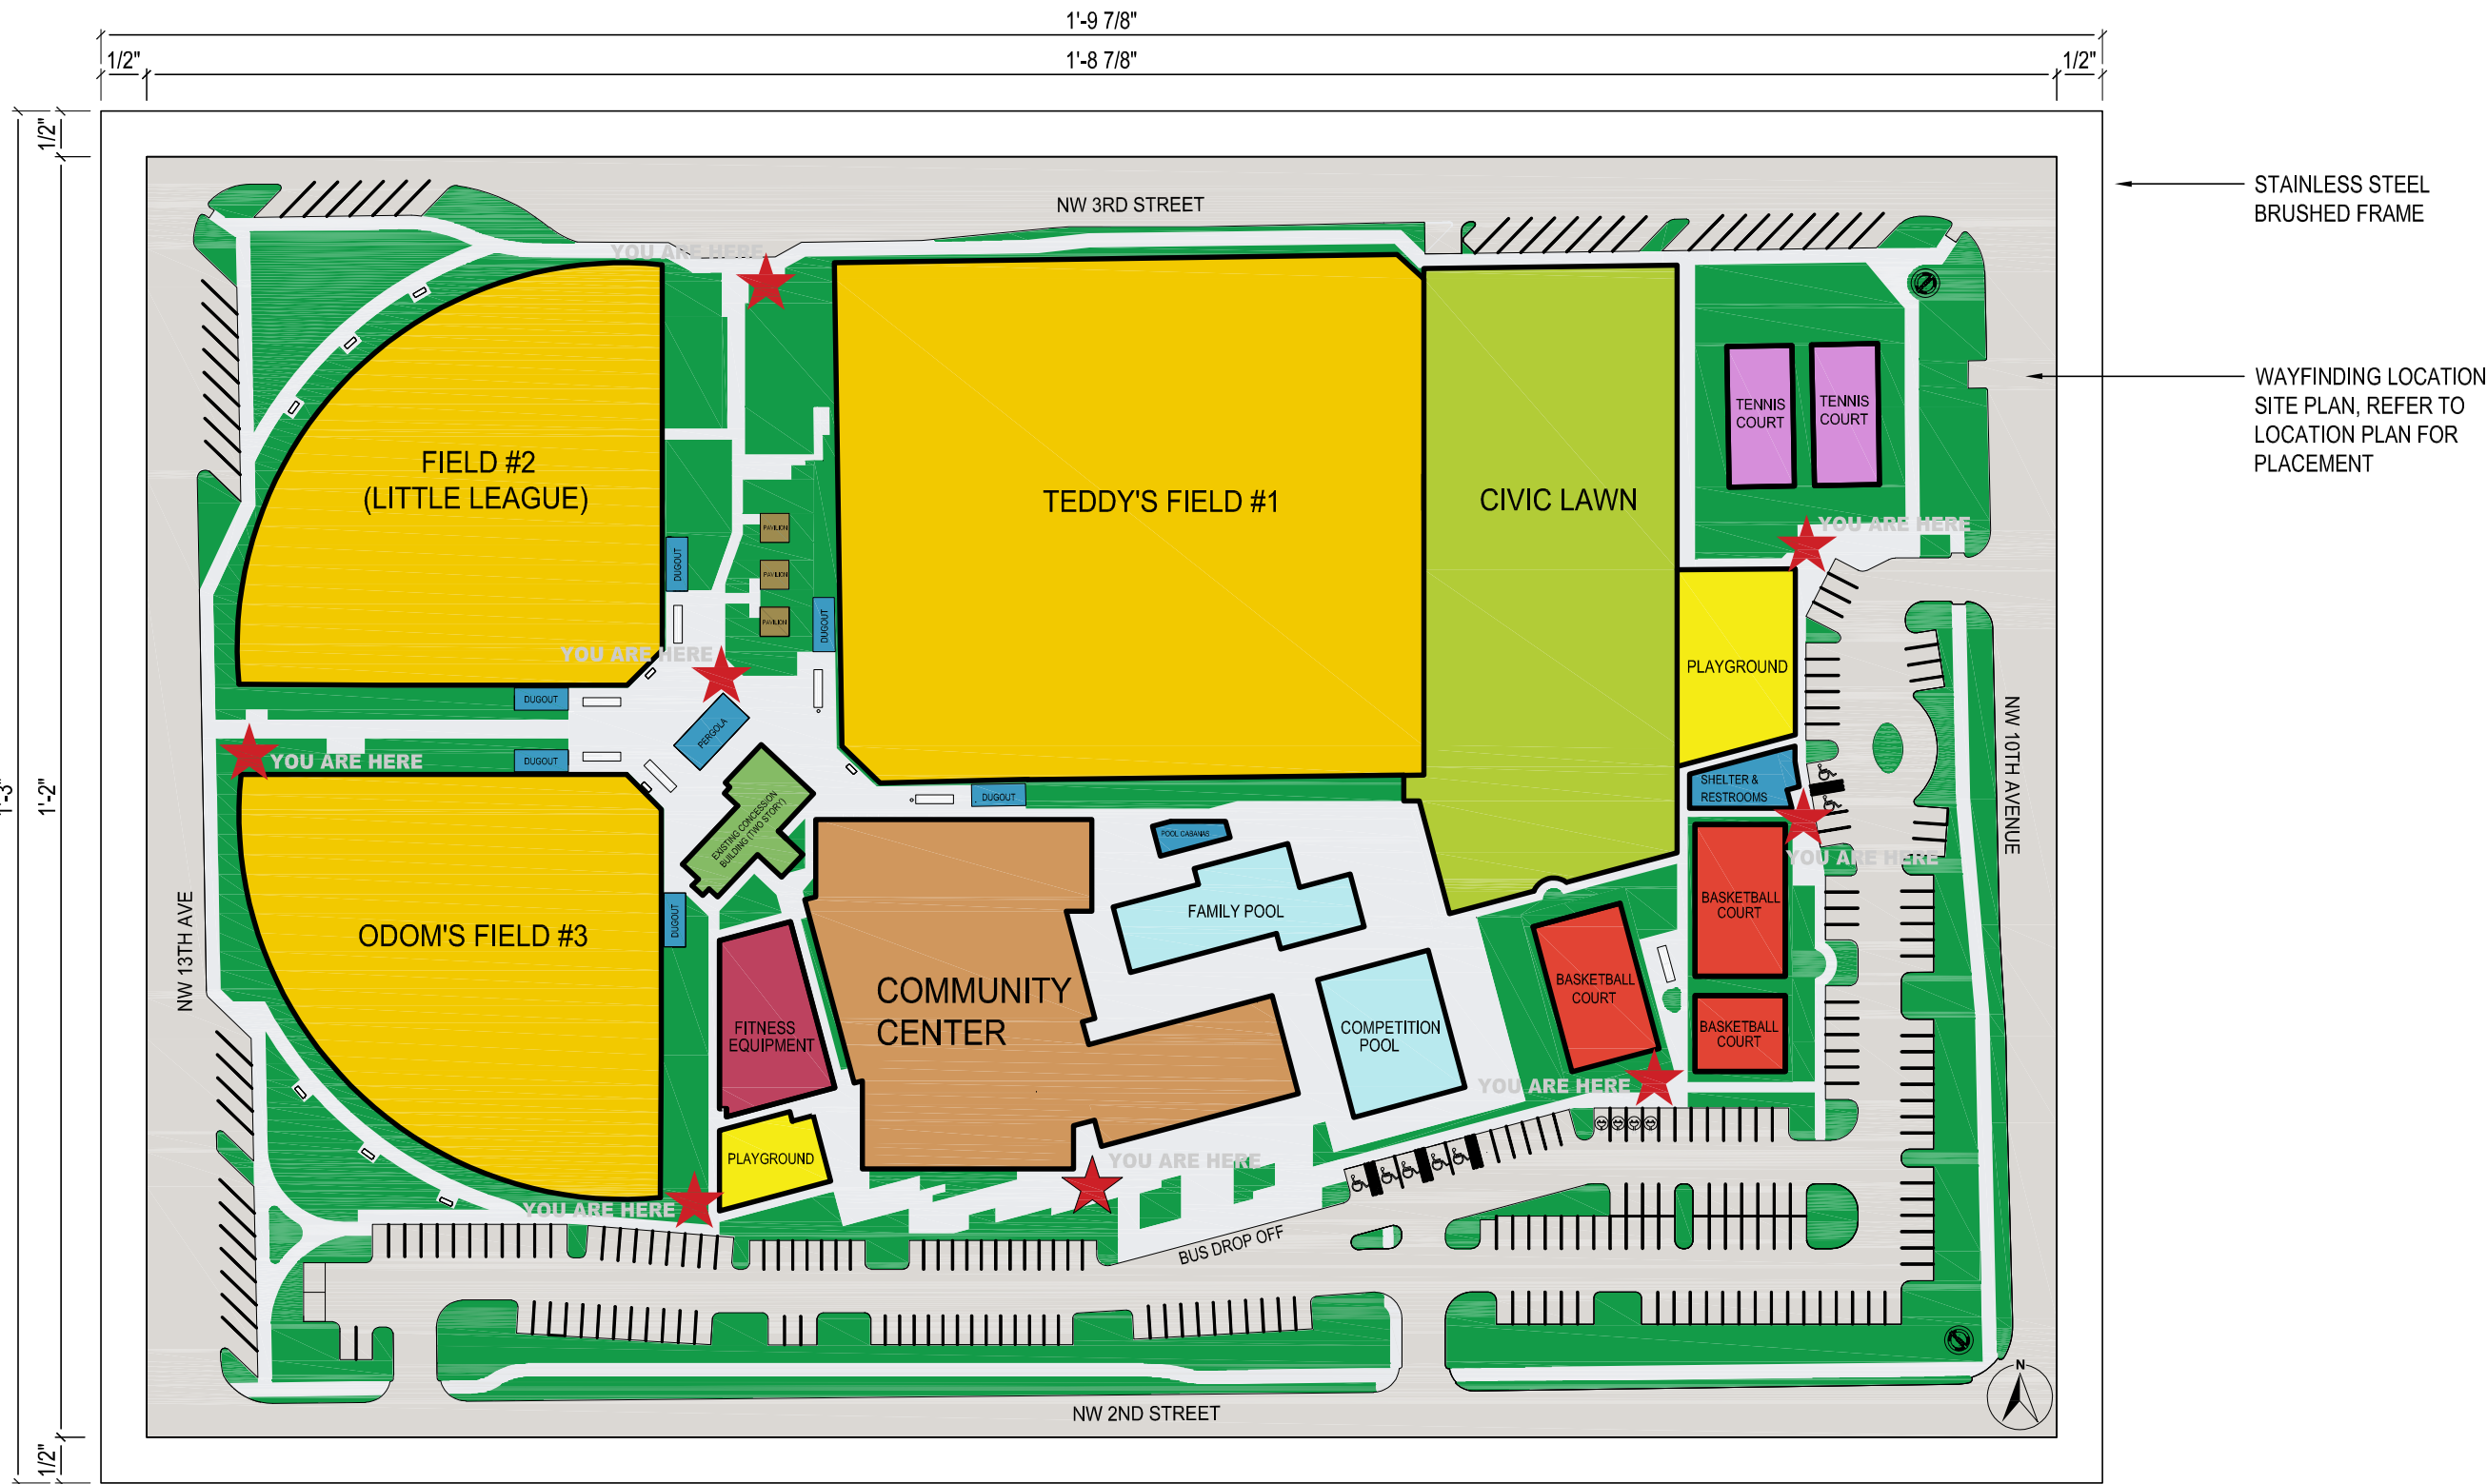 1'-9 7/8"
1/2"
1'-8 7/8"
1/2"
1/2"
STAINLESS STEEL
BRUSHED FRAME
NW 3RD STREET
YOU ARE HERE
WAYFINDING LOCATION
SITE PLAN, REFER TO
LOCATION PLAN FOR
PLACEMENT
TENNIS
COURT
TENNIS
COURT
FIELD #2
(LITTLE LEAGUE)
TEDDY'S FIELD #1
CIVIC LAWN
YOU ARE HERE
PAVILION
DUGOUT
PAVILION
PAVILION
DUGOUT
YOU ARE HERE
PLAYGROUND
DUGOUT
PERGOLA
NW 10TH AVENUE
YOU ARE HERE
DUGOUT
1'-3"
1'-2"
SHELTER &
RESTROOMS
DUGOUT
EXISTING CONCESSION
BUILDING (TWO STORY)
POOL CABANAS
YOU ARE HERE
NW 13TH AVE
DUGOUT
FAMILY POOL
BASKETBALL
COURT
ODOM'S FIELD #3
BASKETBALL
COURT
COMMUNITY
CENTER
FITNESS
EQUIPMENT
COMPETITION
POOL
BASKETBALL
COURT
YOU ARE HERE
PLAYGROUND
YOU ARE HERE
YOU ARE HERE
BUS DROP OFF
N
NW 2ND STREET
1/2"